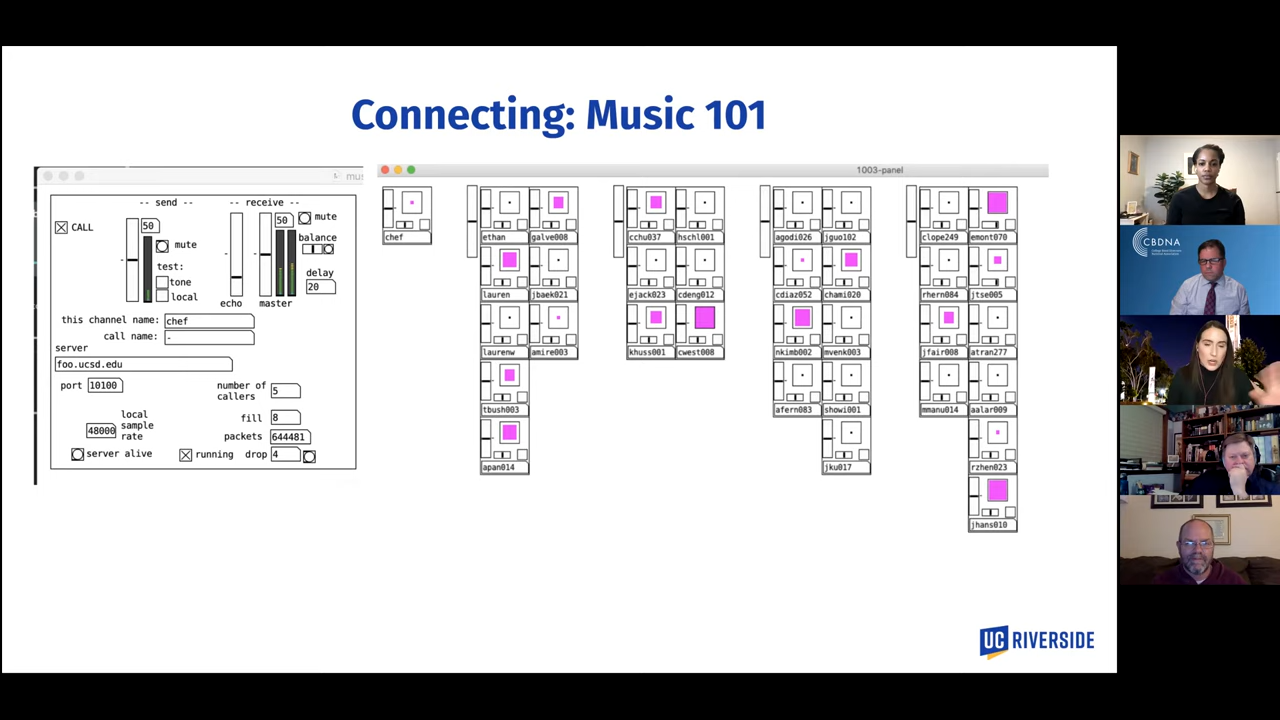 Connecting: Music 101
mus
-- send --
-- receive --
CALL
50
mute
test:
tone
local
50
mute
balance
delay
20
echo
master
this channel name:
chef
call name:
-
server
foo.ucsd.edu
port
10100
number of
callers
5
local
sample
rate
48000
fill
8
packets
644481
server alive
running
drop
4
1003-panel
chef
ethan
galve008
cchu037
hschl001
agodi026
jguo102
clope249
emont070
lauren
jbaek021
ejack023
cdeng012
cdiaz052
chami020
rhern084
jtse005
laurenw
amire003
khuss001
cwest008
nkimb002
mvenk003
jfair008
atran277
tbush003
afern083
showi001
mmanu014
aalar009
apan014
jku017
rzhen023
jhans010
UC RIVERSIDE
CBDNA